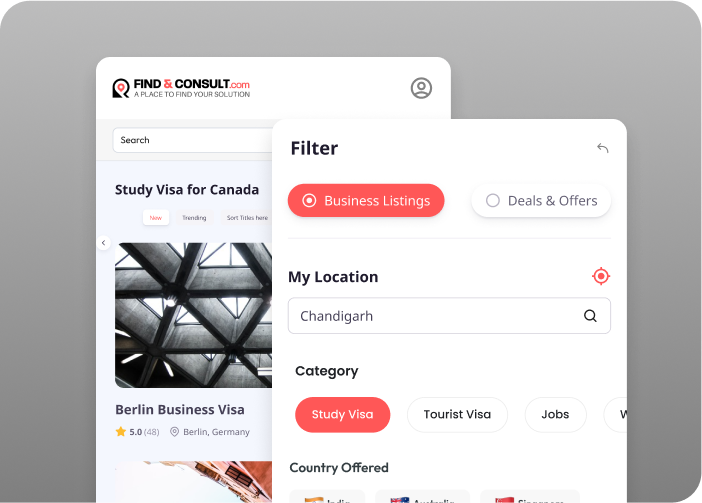 FIND & CONSULT.com
A PLACE TO FIND YOUR SOLUTION
Search
Study Visa for Canada
New
Trending
Sort Titles here
Berlin Business Visa
5.0 (48)
Berlin, Germany
Filter
Business Listings
Deals & Offers
My Location
Chandigarh
Category
Study Visa
Tourist Visa
Jobs
Country Offered
India
Australia
Singapore